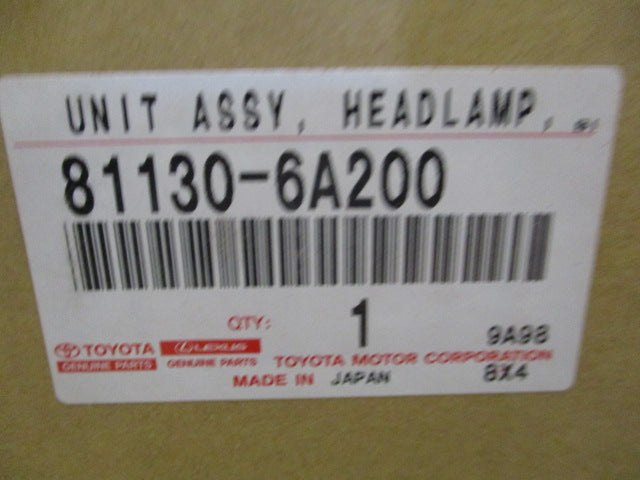 UNIT ASSY, HEADLAMP,
81130-6A200
QTY: 1
9A98
TOYOTA LEXUS
GENUINE PARTS GENUINE PARTS TOYOTA MOTOR CORPORATION
MADE IN JAPAN 8X4